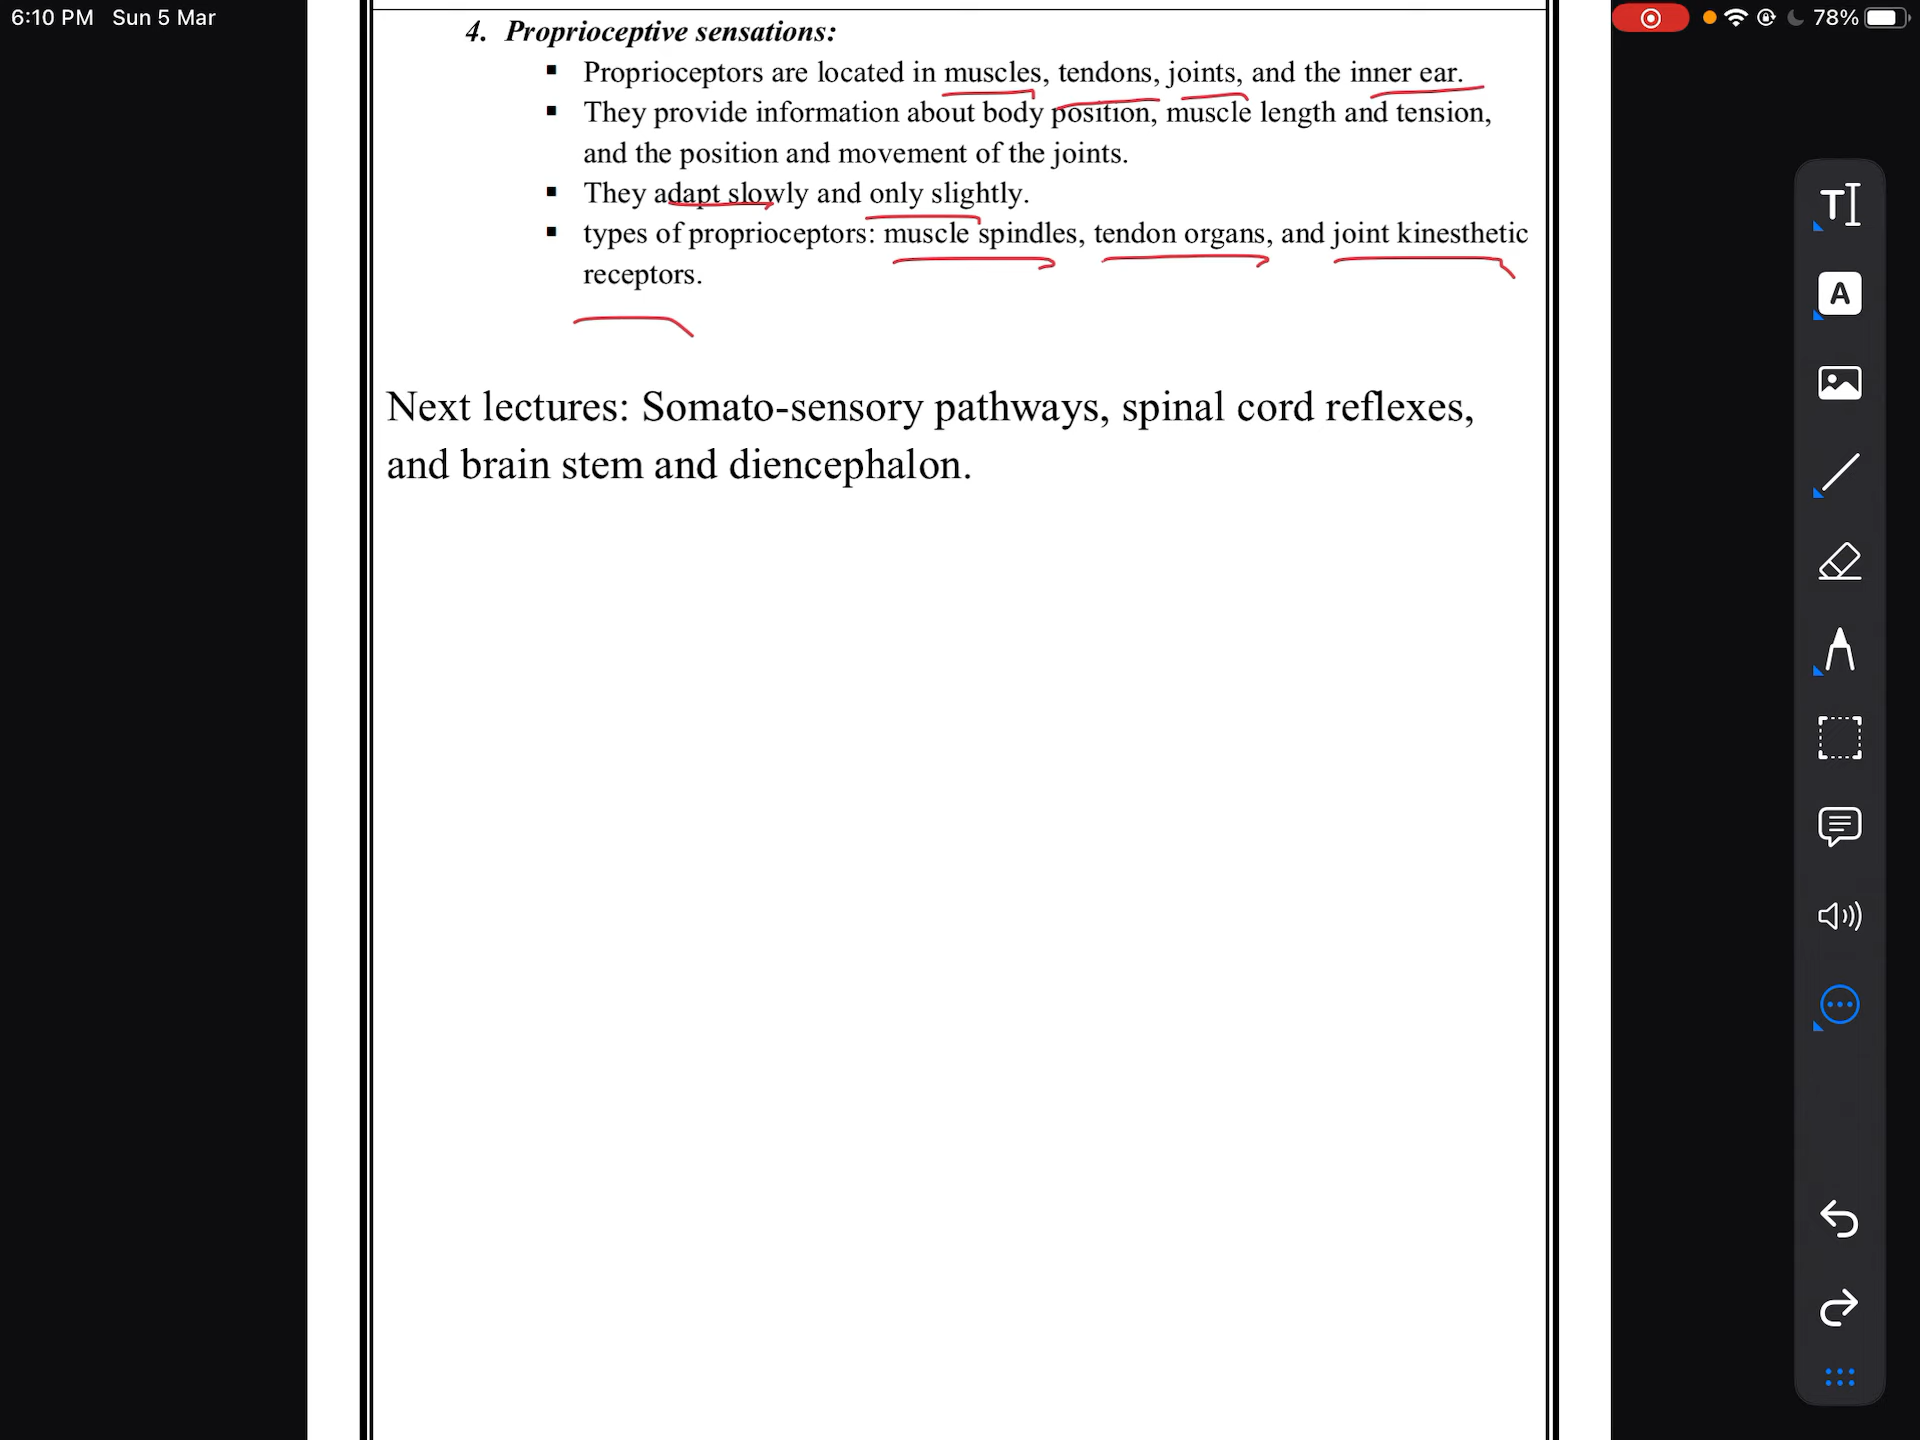 6:10 PM Sun 5 Mar
78%
4. Proprioceptive sensations:
▪ Proprioceptors are located in muscles, tendons, joints, and the inner ear.
▪ They provide information about body position, muscle length and tension,
and the position and movement of the joints.
▪ They adapt slowly and only slightly.
▪ types of proprioceptors: muscle spindles, tendon organs, and joint kinesthetic
receptors.
Next lectures: Somato-sensory pathways, spinal cord reflexes,
and brain stem and diencephalon.
T
A